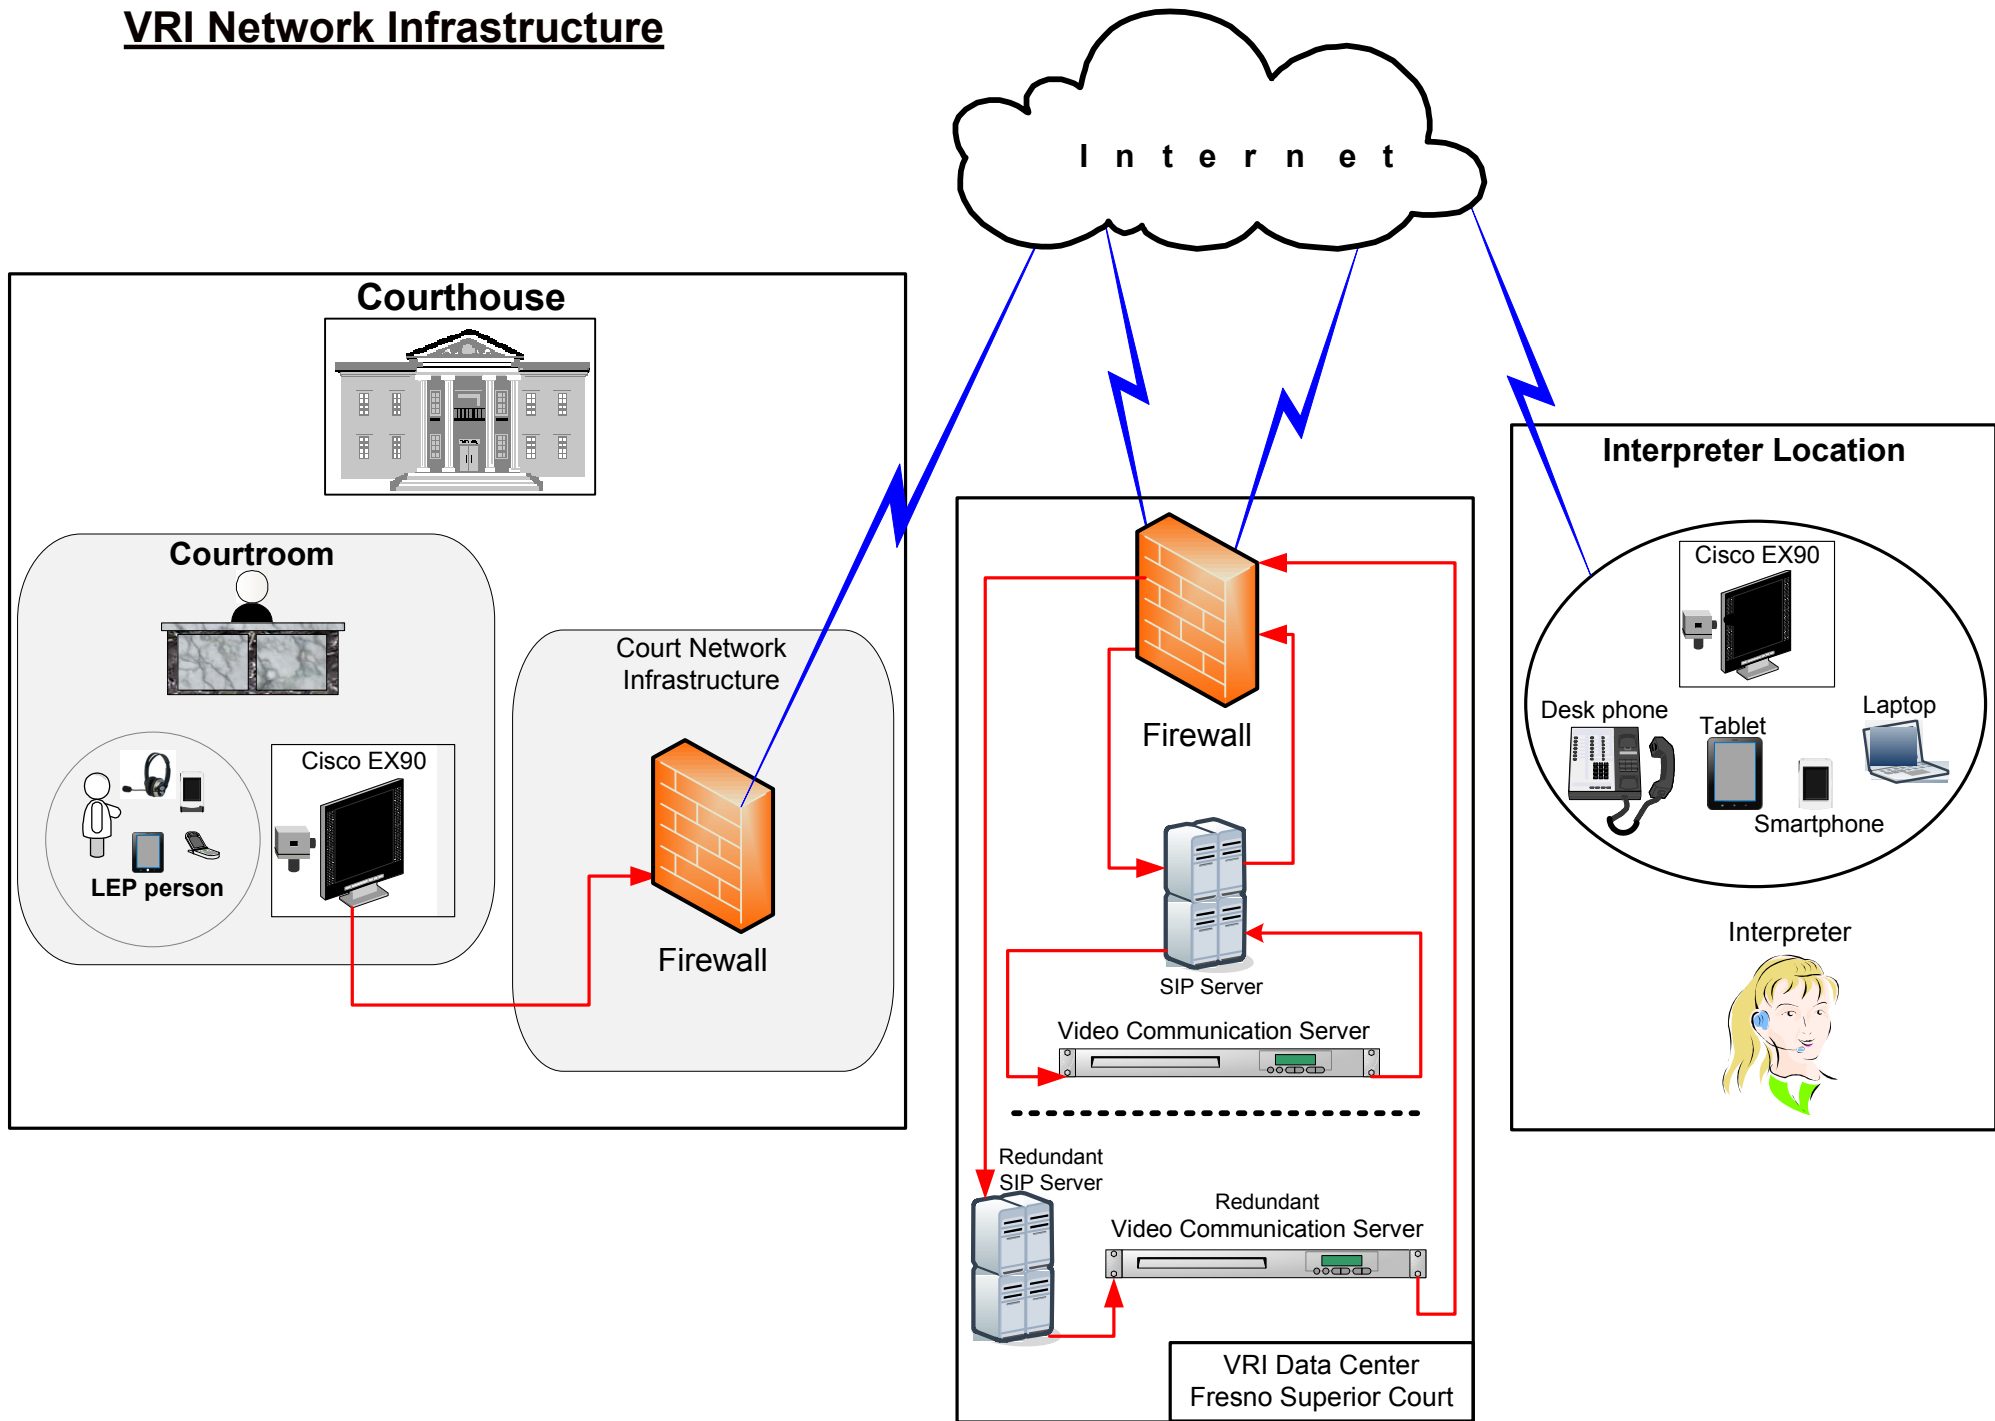 VRI Network Infrastructure
I n t e r n e t
Courthouse
Courtroom
Court Network
Infrastructure
Cisco EX90
LEP person
Firewall
Firewall
SIP Server
Video Communication Server
Redundant
SIP Server
Redundant
Video Communication Server
VRI Data Center
Fresno Superior Court
Interpreter Location
Cisco EX90
Desk phone
Tablet
Laptop
Smartphone
Interpreter